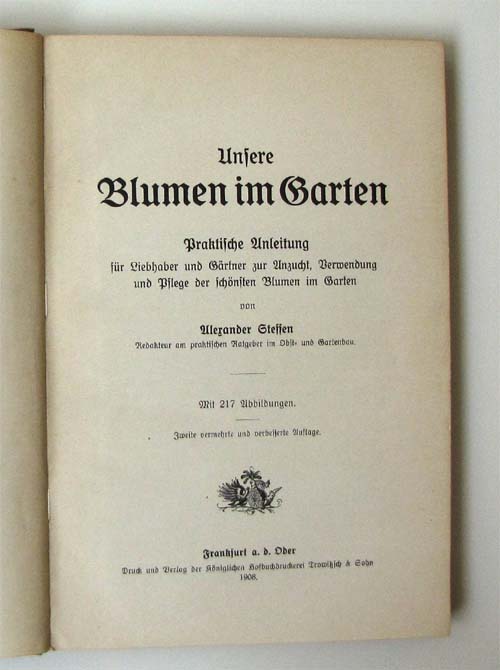 Unsere
Blumen im Garten
Praktische Anleitung
für Liebhaber und Gärtner zur Anzucht, Verwendung
und Pflege der schönsten Blumen im Garten
von
Alexander Steffen
Redakteur am praktischen Ratgeber im Obst- und Gartenbau.
Mit 217 Abbildungen.
Zweite vermehrte und verbesserte Auflage.
Frankfurt a. d. Oder
Druck und Verlag der Königlichen Hofbuchdruckerei Trowitzsch & Sohn
1908.